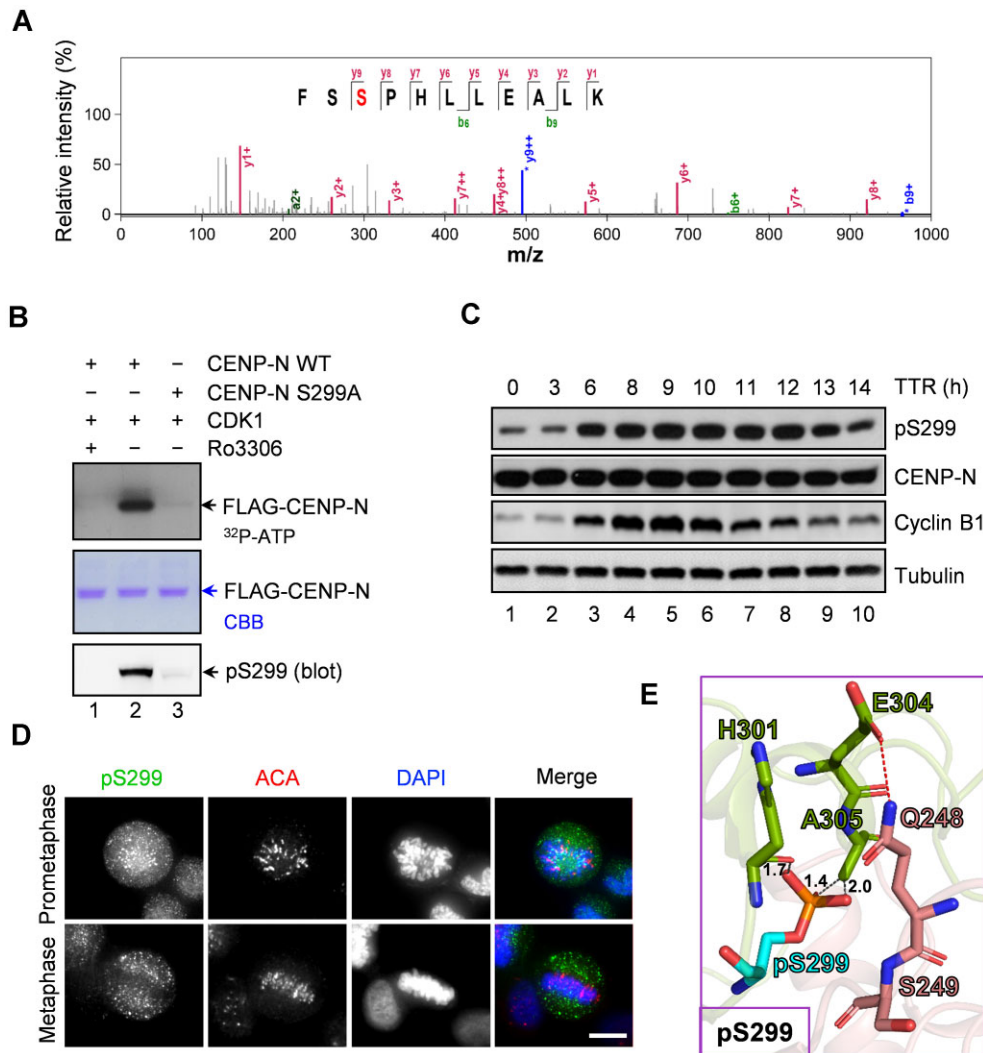 A
Relative intensity (%)
100
50
0
y9 y8 y7 y6 y5 y4 y3 y2 y1
F S S P H L L E A L K
b6 b9
y1+
a2+
y2+
y3+
y7++
y4+
y8++
* y9++
y5+
y6+
b6+
y7+
y8+
* b9+
0 100 200 300 400 500 600 700 800 900 1000
m/z
B
+ + – CENP-N WT
– – + CENP-N S299A
+ + + CDK1
+ – – Ro3306
FLAG-CENP-N
32P-ATP
FLAG-CENP-N
CBB
pS299 (blot)
1 2 3
C
0 3 6 8 9 10 11 12 13 14 TTR (h)
pS299
CENP-N
Cyclin B1
Tubulin
1 2 3 4 5 6 7 8 9 10
D
pS299 ACA DAPI Merge
Prometaphase
Metaphase
E
E304
H301
A305
Q248
1.7
1.4
2.0
pS299
S249
pS299